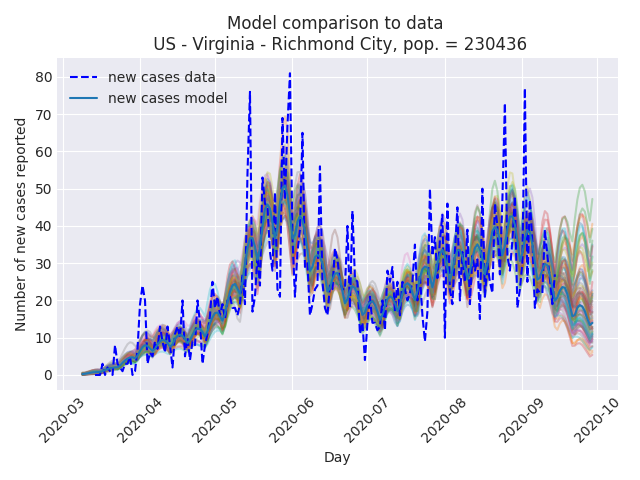 Model comparison to data
US - Virginia - Richmond City, pop. = 230436
new cases data
new cases model
Number of new cases reported
80
70
60
50
40
30
20
10
0
2020-03
2020-04
2020-05
2020-06
2020-07
2020-08
2020-09
2020-10
Day